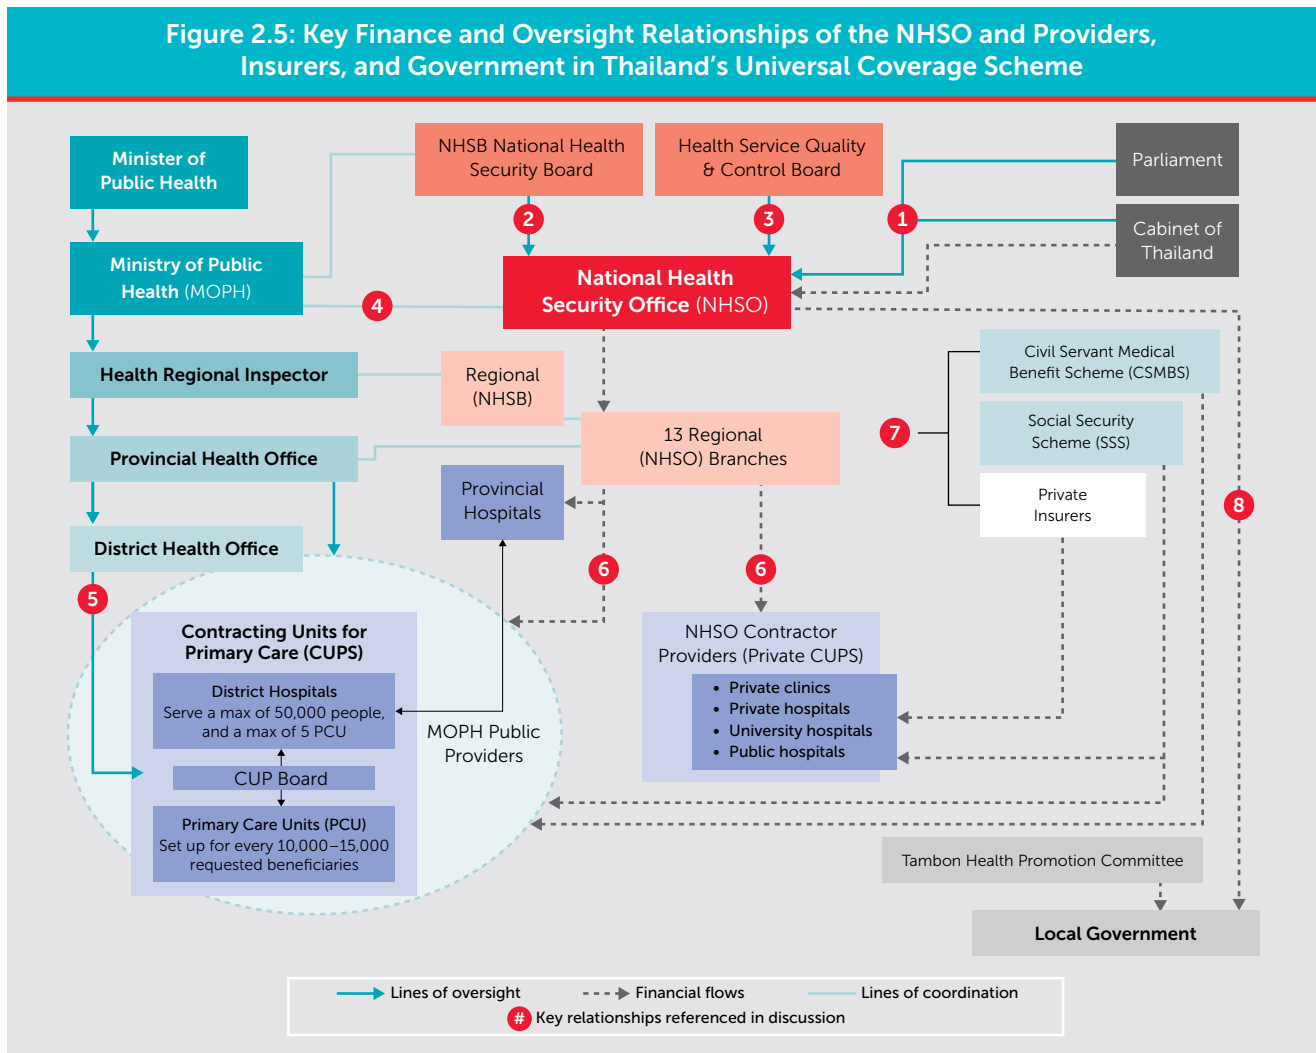 Figure 2.5: Key Finance and Oversight Relationships of the NHSO and Providers,
Insurers, and Government in Thailand's Universal Coverage Scheme
Minister of
Public Health
NHSB National Health
Security Board
Health Service Quality
& Control Board
Parliament
2
3
1
Cabinet of
Thailand
Ministry of Public
Health (MOPH)
National Health
Security Office (NHSO)
4
Health Regional Inspector
Regional
(NHSB)
Civil Servant Medical
Benefit Scheme (CSMBS)
Provincial Health Office
13 Regional
(NHSO) Branches
7
Social Security
Scheme (SSS)
Provincial
Hospitals
Private
Insurers
8
District Health Office
5
6
6
Contracting Units for
Primary Care (CUPS)
District Hospitals
Serve a max of 50,000 people,
and a max of 5 PCU
CUP Board
Primary Care Units (PCU)
Set up for every 10,000–15,000
requested beneficiaries
MOPH Public
Providers
NHSO Contractor
Providers (Private CUPS)
• Private clinics
• Private hospitals
• University hospitals
• Public hospitals
Tambon Health Promotion Committee
Local Government
Lines of oversight
Financial flows
Lines of coordination
# Key relationships referenced in discussion